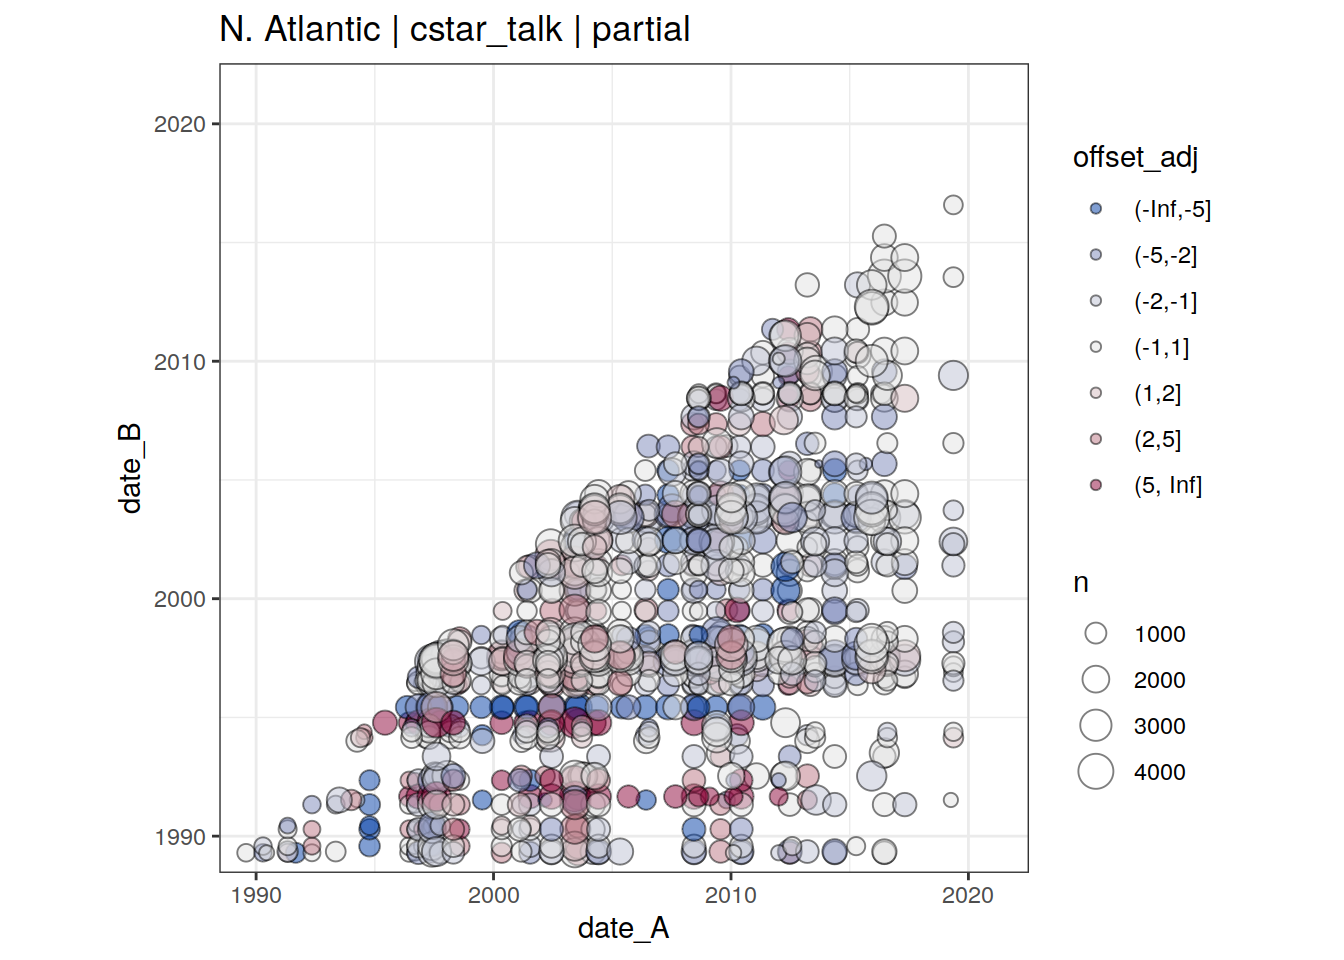 N. Atlantic | cstar_talk | partial
2020
2010
2000
1990
date_B
1990
2000
2010
2020
date_A
offset_adj
(-Inf,-5]
(-5,-2]
(-2,-1]
(-1,1]
(1,2]
(2,5]
(5, Inf]
n
1000
2000
3000
4000